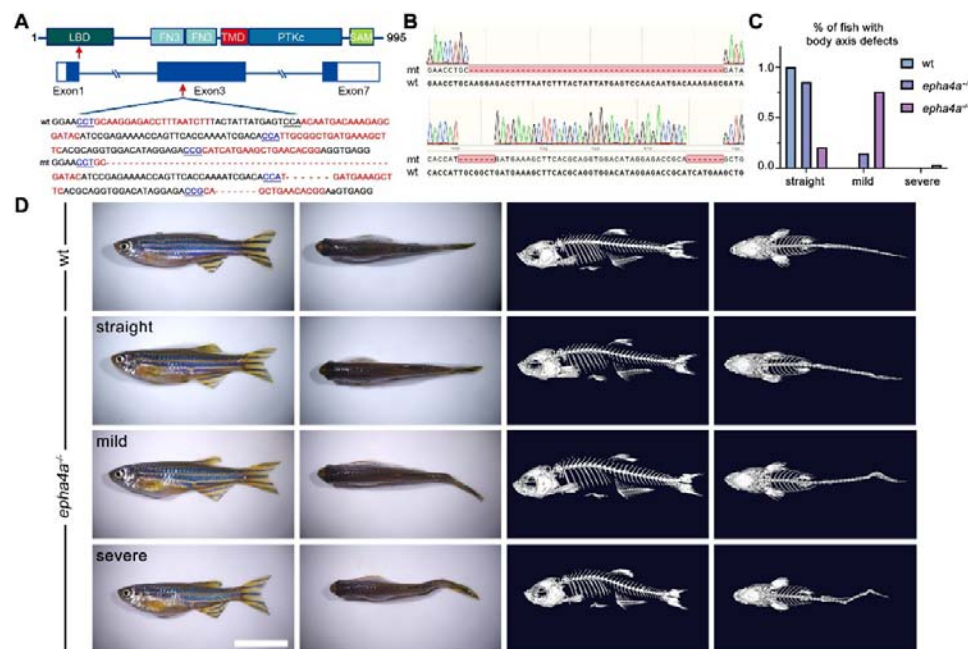 A
1
LBD
FN3
FN3
TMD
PTKc
SAM
995
Exon1
Exon3
Exon7
wt GGAACCTGCAAGGAGACCTTTAATCTTTACTATTATGAGTCCAACAATGACAAAGAGC
GATACATCCGAGAAAACCAGTTCACCAAAATCGACACCATTGCGGCTGATGAAAGCTT
TCACGCAGGTGGACATAGGAGACCGCATCATGAAGCTGAACACGGAGGTGAGG
mt GGAACCTGC
GATACATCCGAGAAAACCAGTTCACCAAAATCGACACCAT--------GATGAAAGCTT
TCACGCAGGTGGACATAGGAGACCGCA-------GCTGAACACGGAaGTGAGG
B
mt
GAACCTGC
GATA
wt
GAACCTGCAAGGAGACCTTTAATCTTTACTATTATGAGTCCAACAATGACAAAGAGCGATA
mt
CACCAT
GATGAAAGCTTCACGCAGGTGGACATAGGAGACCGCA
GCTG
wt
CACCATTGCGGCTGATGAAAGCTTCACGCAGGTGGACATAGGAGACCGCATCATGAAGCTG
C
% of fish with
body axis defects
1.0
0.5
0.0
straight
mild
severe
wt
epha4a⁺/⁻
epha4a⁻/⁻
D
wt
epha4a⁻/⁻
straight
mild
severe